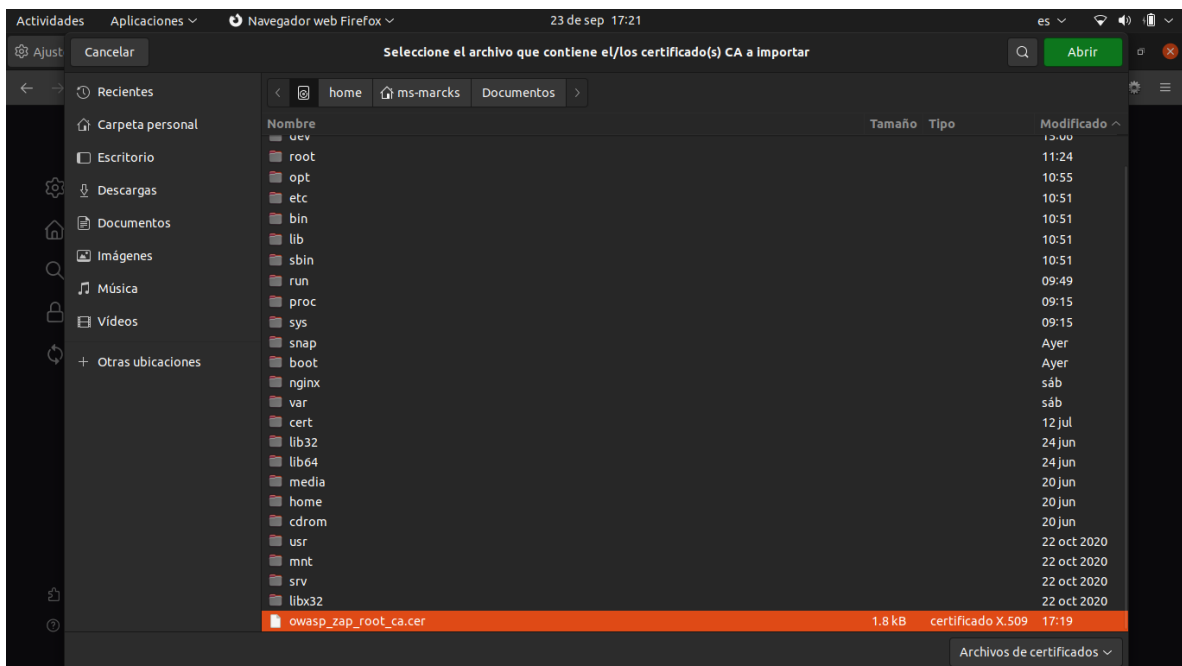 Actividades Aplicaciones Navegador web Firefox 23 de sep 17:21 es
Ajust Cancelar Seleccione el archivo que contiene el/los certificado(s) CA a importar Abrir
Recientes home ms-marcks Documentos
Carpeta personal
Escritorio
Descargas
Documentos
Imágenes
Música
Vídeos
+ Otras ubicaciones
Nombre Tamaño Tipo Modificado
dev 13:06
root 11:24
opt 10:55
etc 10:51
bin 10:51
lib 10:51
sbin 10:51
run 09:49
proc 09:15
sys 09:15
snap Ayer
boot Ayer
nginx sáb
var sáb
cert 12 jul
lib32 24 jun
lib64 24 jun
media 20 jun
home 20 jun
cdrom 20 jun
usr 22 oct 2020
mnt 22 oct 2020
srv 22 oct 2020
libx32 22 oct 2020
owasp_zap_root_ca.cer 1.8 kB certificado X.509 17:19
Archivos de certificados